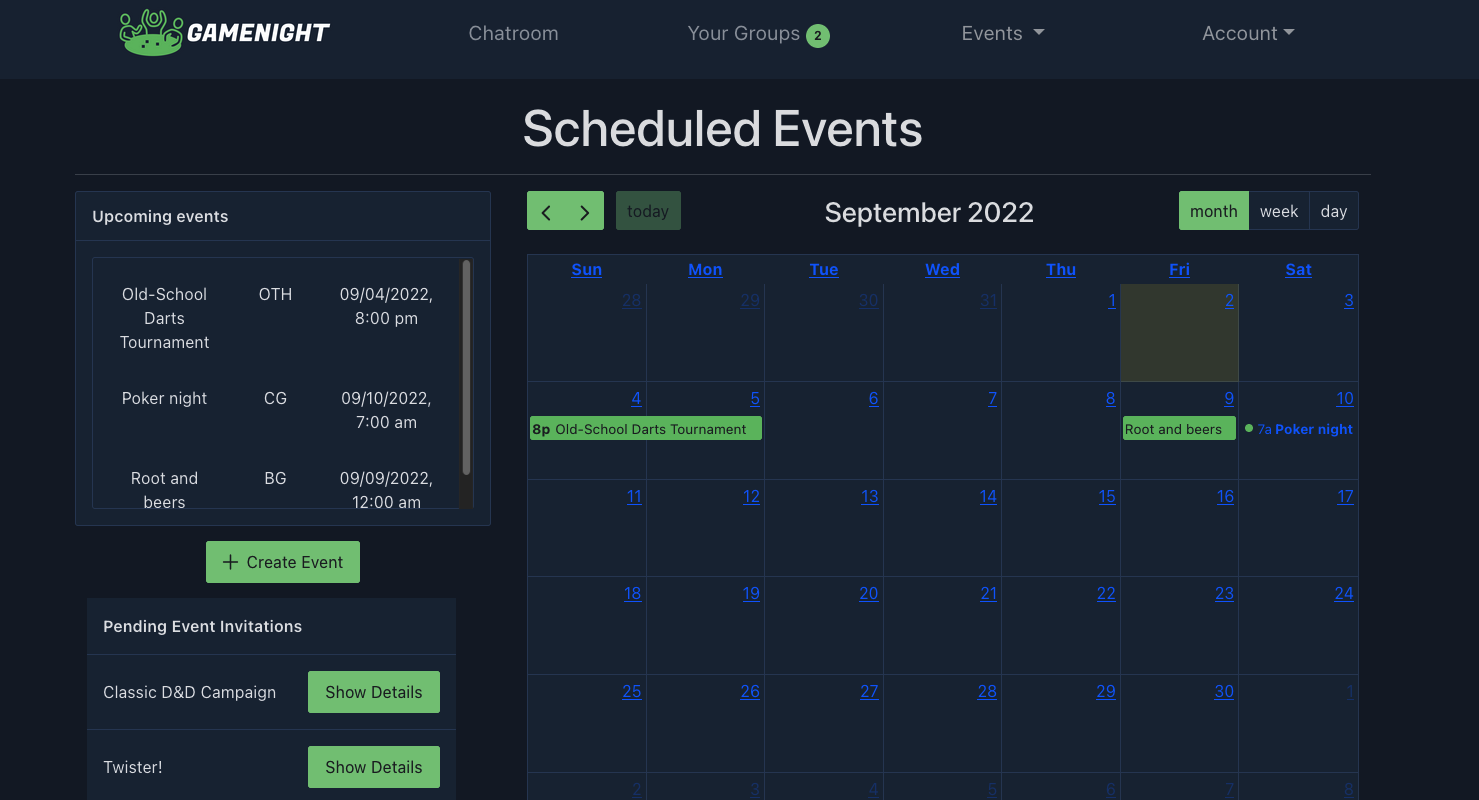 GAMENIGHT
Chatroom
Your Groups 2
Events
Account
Scheduled Events
Upcoming events
Old-School Darts Tournament OTH 09/04/2022, 8:00 pm
Poker night CG 09/10/2022, 7:00 am
Root and beers BG 09/09/2022, 12:00 am
+ Create Event
Pending Event Invitations
Classic D&D Campaign Show Details
Twister! Show Details
today
September 2022
month week day
Sun Mon Tue Wed Thu Fri Sat
28 29 30 31 1 2 3
4 5 6 7 8 9 10
8p Old-School Darts Tournament
Root and beers
7a Poker night
11 12 13 14 15 16 17
18 19 20 21 22 23 24
25 26 27 28 29 30 1
2 3 4 5 6 7 8